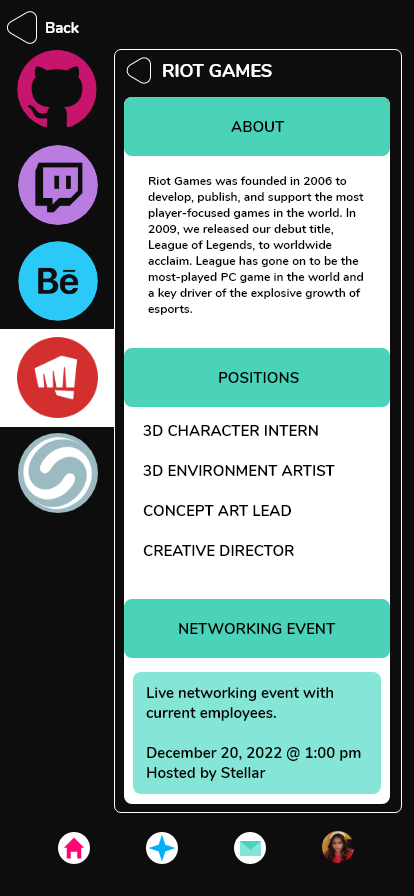 Back
RIOT GAMES
ABOUT
Riot Games was founded in 2006 to
develop, publish, and support the most
player-focused games in the world. In
2009, we released our debut title,
League of Legends, to worldwide
acclaim. League has gone on to be the
most-played PC game in the world and
a key driver of the explosive growth of
esports.
Bē
POSITIONS
3D CHARACTER INTERN
3D ENVIRONMENT ARTIST
CONCEPT ART LEAD
CREATIVE DIRECTOR
NETWORKING EVENT
Live networking event with
current employees.
December 20, 2022 @ 1:00 pm
Hosted by Stellar